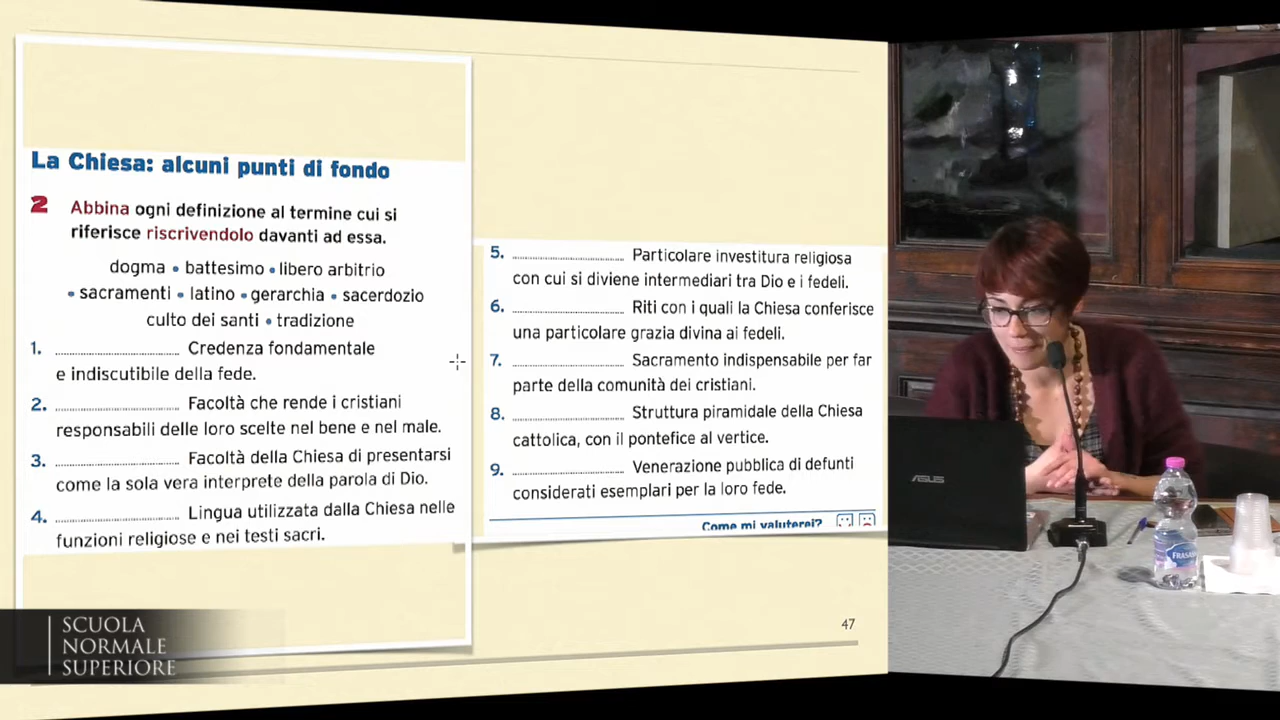 La Chiesa: alcuni punti di fondo
2 Abbina ogni definizione al termine cui si
riferisce riscrivendolo davanti ad essa.
dogma • battesimo • libero arbitrio
• sacramenti • latino • gerarchia • sacerdozio
culto dei santi • tradizione
1. .............................. Credenza fondamentale
e indiscutibile della fede.
2. .............................. Facoltà che rende i cristiani
responsabili delle loro scelte nel bene e nel male.
3. .............................. Facoltà della Chiesa di presentarsi
come la sola vera interprete della parola di Dio.
4. .............................. Lingua utilizzata dalla Chiesa nelle
funzioni religiose e nei testi sacri.
5. .............................. Particolare investitura religiosa
con cui si diviene intermediari tra Dio e i fedeli.
6. .............................. Riti con i quali la Chiesa conferisce
una particolare grazia divina ai fedeli.
7. .............................. Sacramento indispensabile per far
parte della comunità dei cristiani.
8. .............................. Struttura piramidale della Chiesa
cattolica, con il pontefice al vertice.
9. .............................. Venerazione pubblica di defunti
considerati esemplari per la loro fede.
Come mi valuterei?
47
SCUOLA
NORMALE
SUPERIORE
ASUS